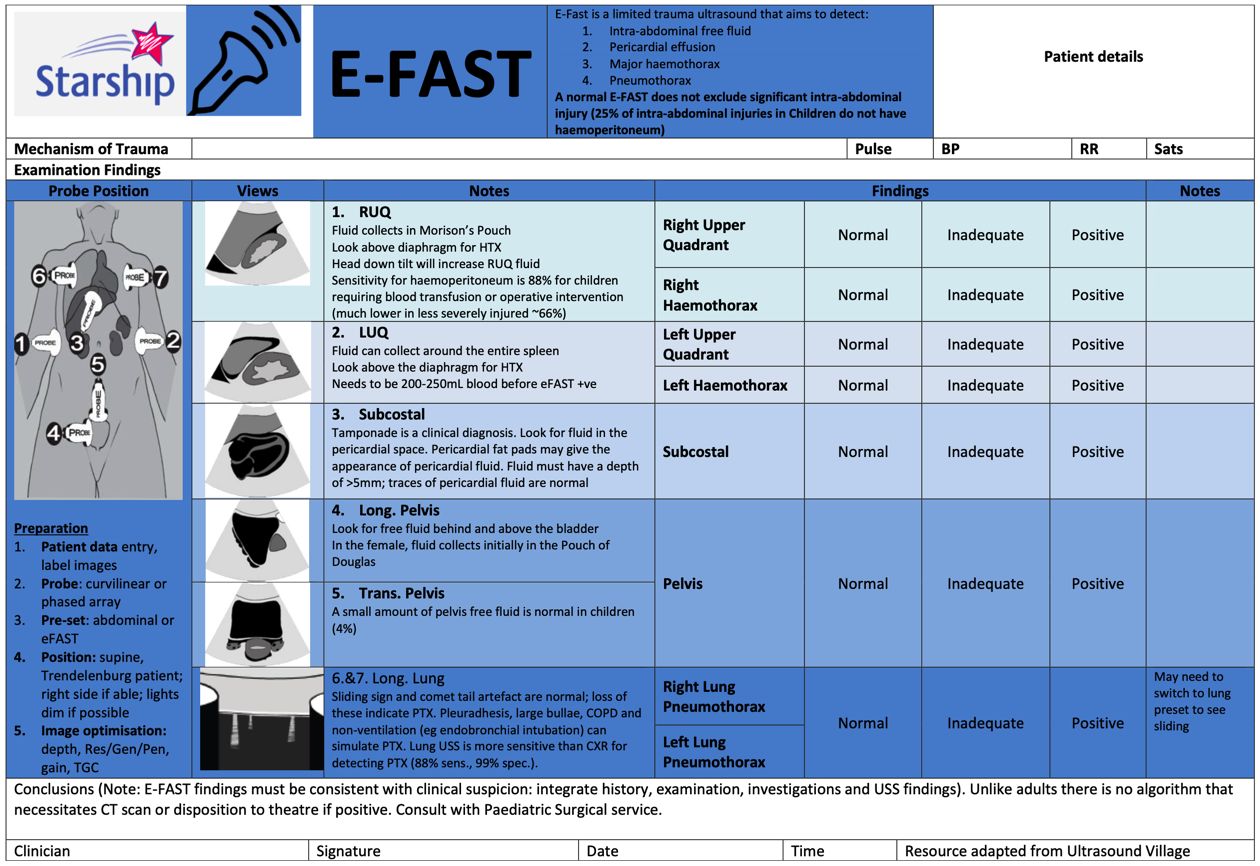 Starship
E-FAST
E-Fast is a limited trauma ultrasound that aims to detect:
1. Intra-abdominal free fluid
2. Pericardial effusion
3. Major haemothorax
4. Pneumothorax
A normal E-FAST does not exclude significant intra-abdominal
injury (25% of intra-abdominal injuries in Children do not have
haemoperitoneum)
Patient details
Mechanism of Trauma
Pulse
BP
RR
Sats
Examination Findings
Probe Position
Views
Notes
Findings
Notes
6 PROBE
PROBE 7
PROBE
1 PROBE
3
PROBE 2
5
PROBE
4 PROBE
Preparation
1. Patient data entry,
label images
2. Probe: curvilinear or
phased array
3. Pre-set: abdominal or
eFAST
4. Position: supine,
Trendelenburg patient;
right side if able; lights
dim if possible
5. Image optimisation:
depth, Res/Gen/Pen,
gain, TGC
1. RUQ
Fluid collects in Morison's Pouch
Look above diaphragm for HTX
Head down tilt will increase RUQ fluid
Sensitivity for haemoperitoneum is 88% for children
requiring blood transfusion or operative intervention
(much lower in less severely injured ~66%)
Right Upper
Quadrant
Normal
Inadequate
Positive
Right
Haemothorax
Normal
Inadequate
Positive
2. LUQ
Fluid can collect around the entire spleen
Look above the diaphragm for HTX
Needs to be 200-250mL blood before eFAST +ve
Left Upper
Quadrant
Normal
Inadequate
Positive
Left Haemothorax
Normal
Inadequate
Positive
3. Subcostal
Tamponade is a clinical diagnosis. Look for fluid in the
pericardial space. Pericardial fat pads may give the
appearance of pericardial fluid. Fluid must have a depth
of >5mm; traces of pericardial fluid are normal
Subcostal
Normal
Inadequate
Positive
4. Long. Pelvis
Look for free fluid behind and above the bladder
In the female, fluid collects initially in the Pouch of
Douglas
5. Trans. Pelvis
A small amount of pelvis free fluid is normal in children
(4%)
Pelvis
Normal
Inadequate
Positive
6.&7. Long. Lung
Sliding sign and comet tail artefact are normal; loss of
these indicate PTX. Pleuradhesis, large bullae, COPD and
non-ventilation (eg endobronchial intubation) can
simulate PTX. Lung USS is more sensitive than CXR for
detecting PTX (88% sens., 99% spec.).
Right Lung
Pneumothorax
Left Lung
Pneumothorax
Normal
Inadequate
Positive
May need to
switch to lung
preset to see
sliding
Conclusions (Note: E-FAST findings must be consistent with clinical suspicion: integrate history, examination, investigations and USS findings). Unlike adults there is no algorithm that
necessitates CT scan or disposition to theatre if positive. Consult with Paediatric Surgical service.
Clinician
Signature
Date
Time
Resource adapted from Ultrasound Village